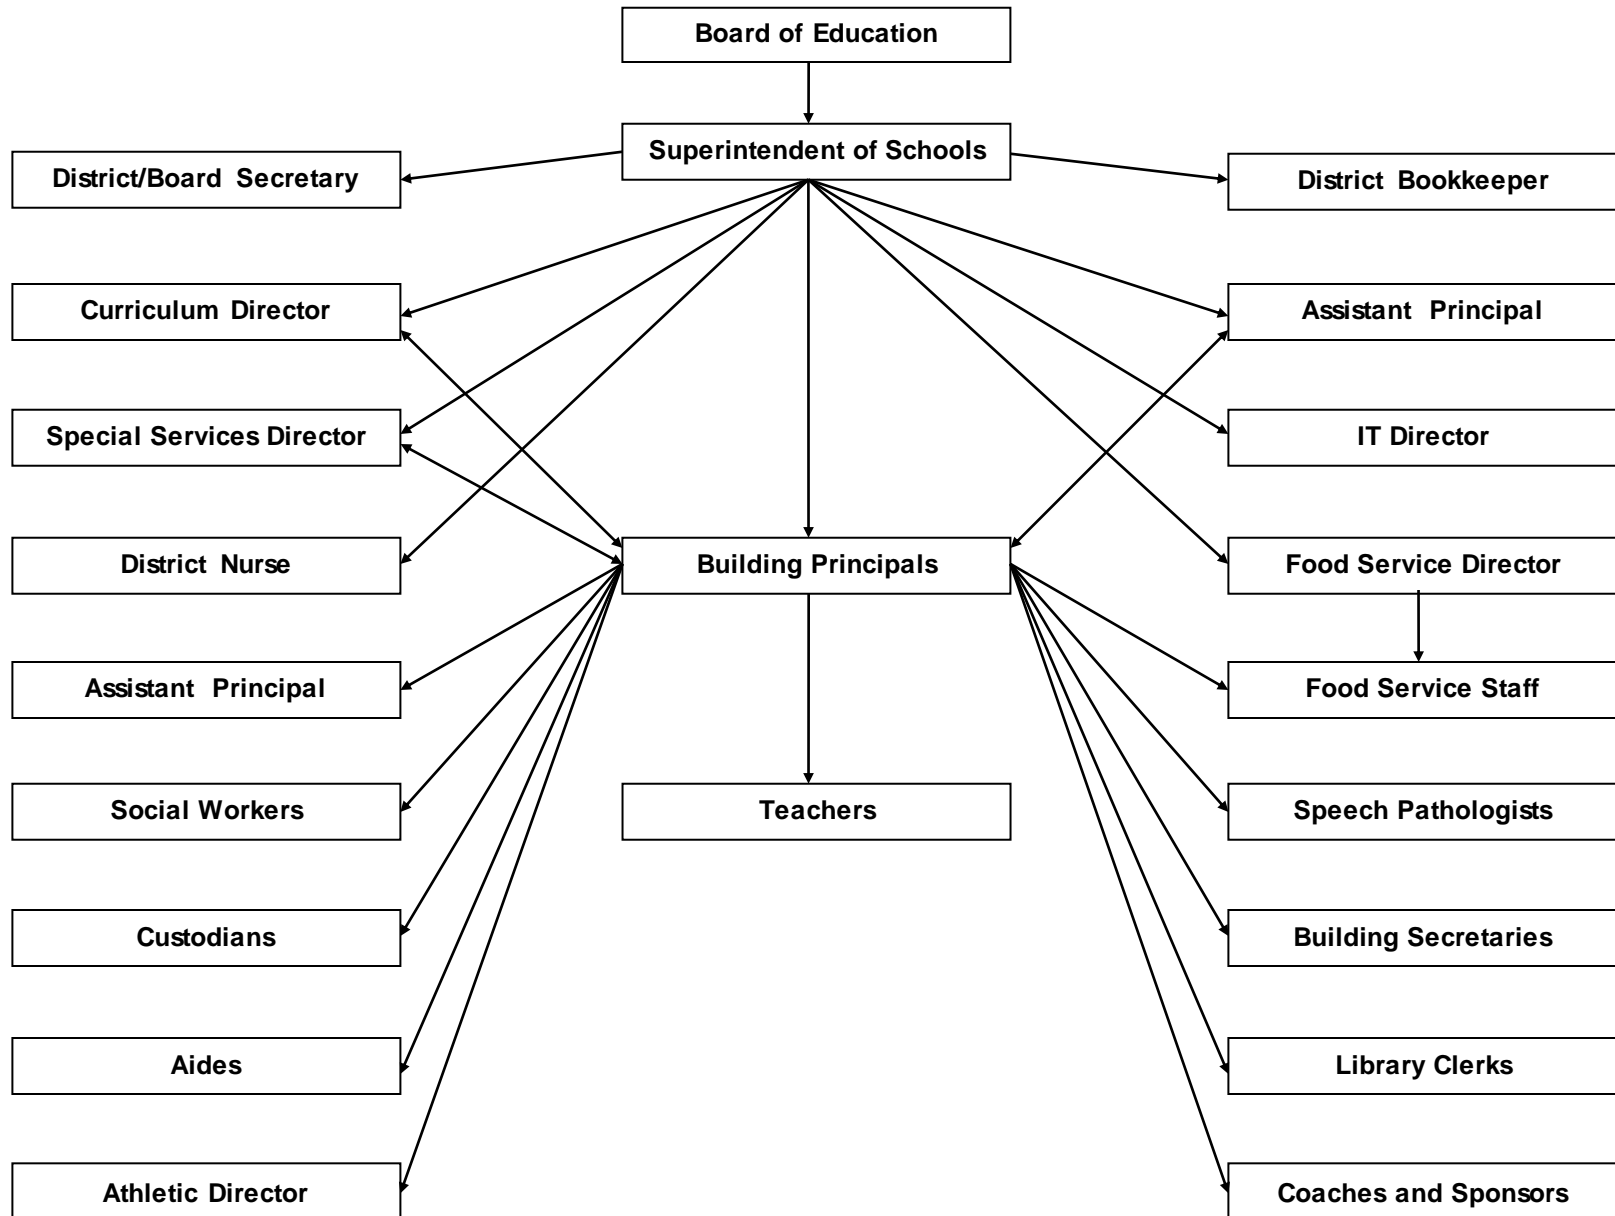 Board of Education
Superintendent of Schools
District/Board Secretary
District Bookkeeper
Curriculum Director
Assistant Principal
Special Services Director
IT Director
District Nurse
Building Principals
Food Service Director
Assistant Principal
Food Service Staff
Social Workers
Teachers
Speech Pathologists
Custodians
Building Secretaries
Aides
Library Clerks
Athletic Director
Coaches and Sponsors